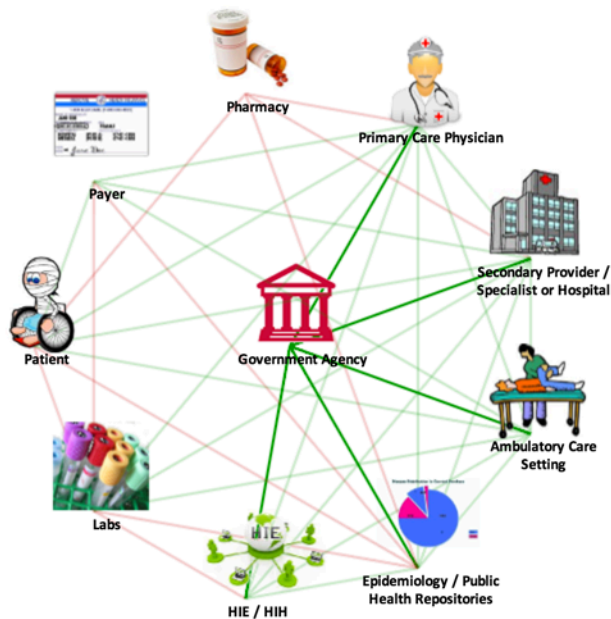 Pharmacy
Primary Care Physician
Payer
Secondary Provider /
Specialist or Hospital
Patient
Government Agency
Ambulatory Care
Setting
HIE
Labs
Epidemiology / Public
Health Repositories
HIE / HIH